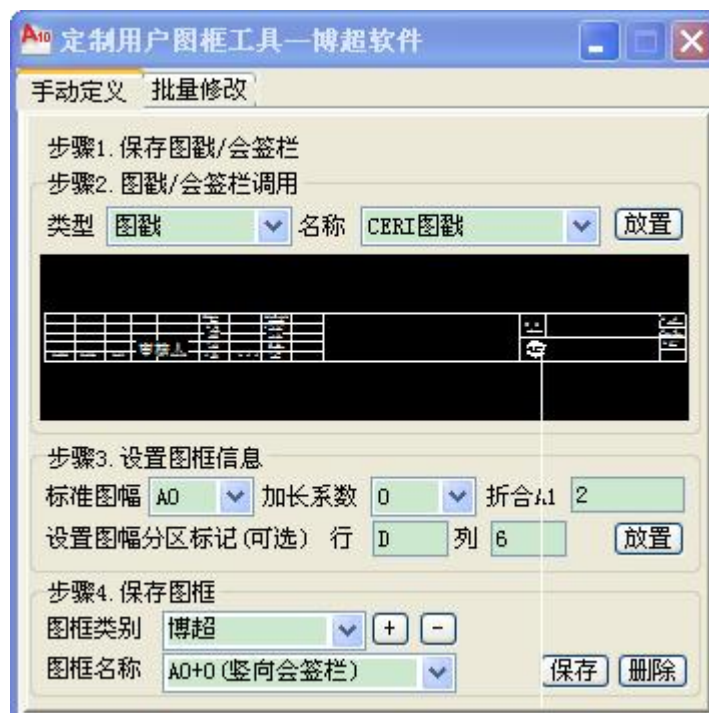 A10 定制用户图框工具—博超软件
手动定义 批量修改
步骤1.保存图戳/会签栏
步骤2.图戳/会签栏调用
类型 图戳 名称 CERI图戳 放置
审核人
步骤3.设置图框信息
标准图幅 A0 加长系数 0 折合A1 2
设置图幅分区标记(可选) 行 D 列 6 放置
步骤4.保存图框
图框类别 博超 + -
图框名称 A0+0(竖向会签栏) 保存 删除